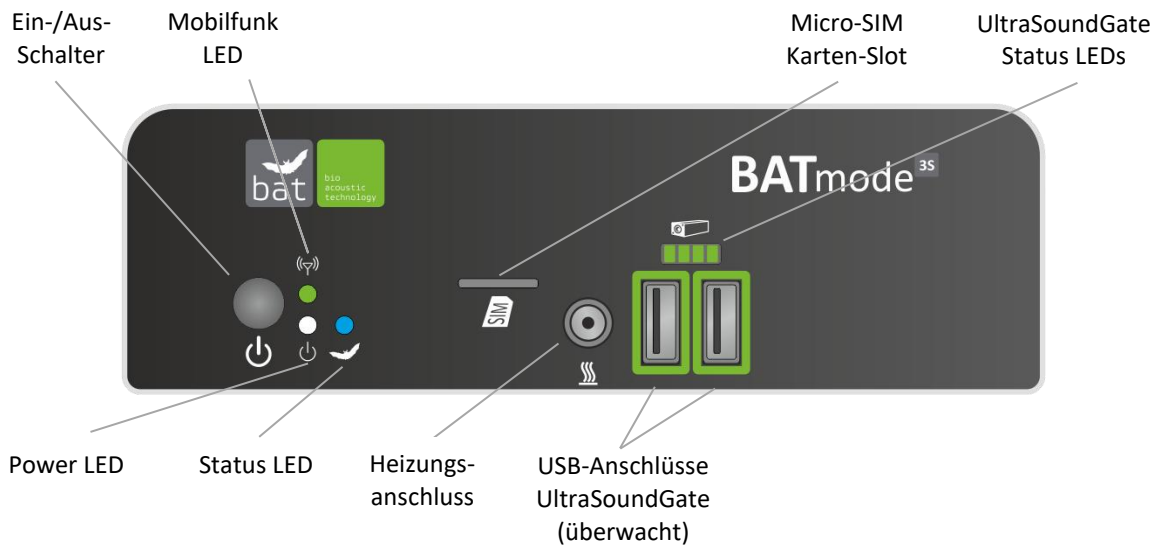 Ein-/Aus-
Schalter
Mobilfunk
LED
Micro-SIM
Karten-Slot
UltraSoundGate
Status LEDs
bat
bio
acoustic
technology
BATmode 3S
SIM
Power LED
Status LED
Heizungs-
anschluss
USB-Anschlüsse
UltraSoundGate
(überwacht)